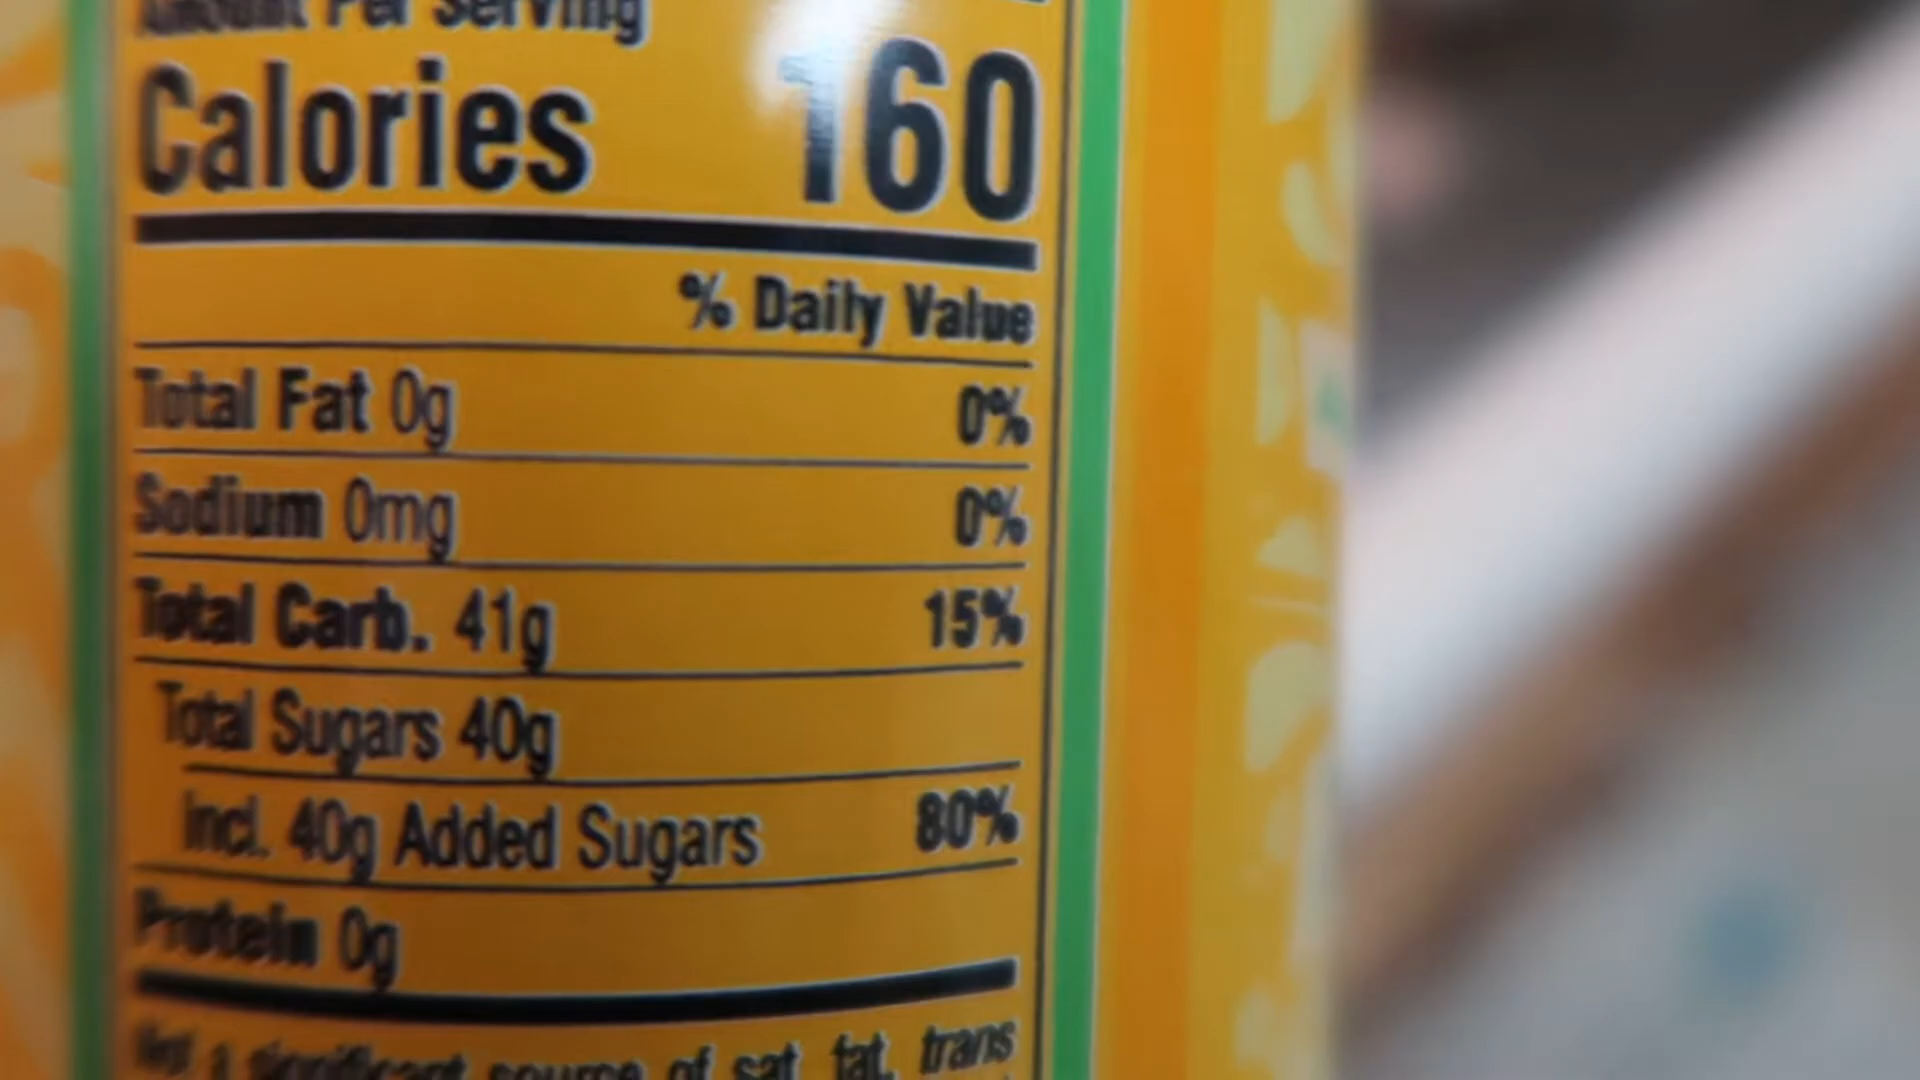 Amount Per Serving
Calories 160
% Daily Value
Total Fat 0g 0%
Sodium 0mg 0%
Total Carb. 41g 15%
Total Sugars 40g
Incl. 40g Added Sugars 80%
Protein 0g
Not a significant source of sat. fat, trans